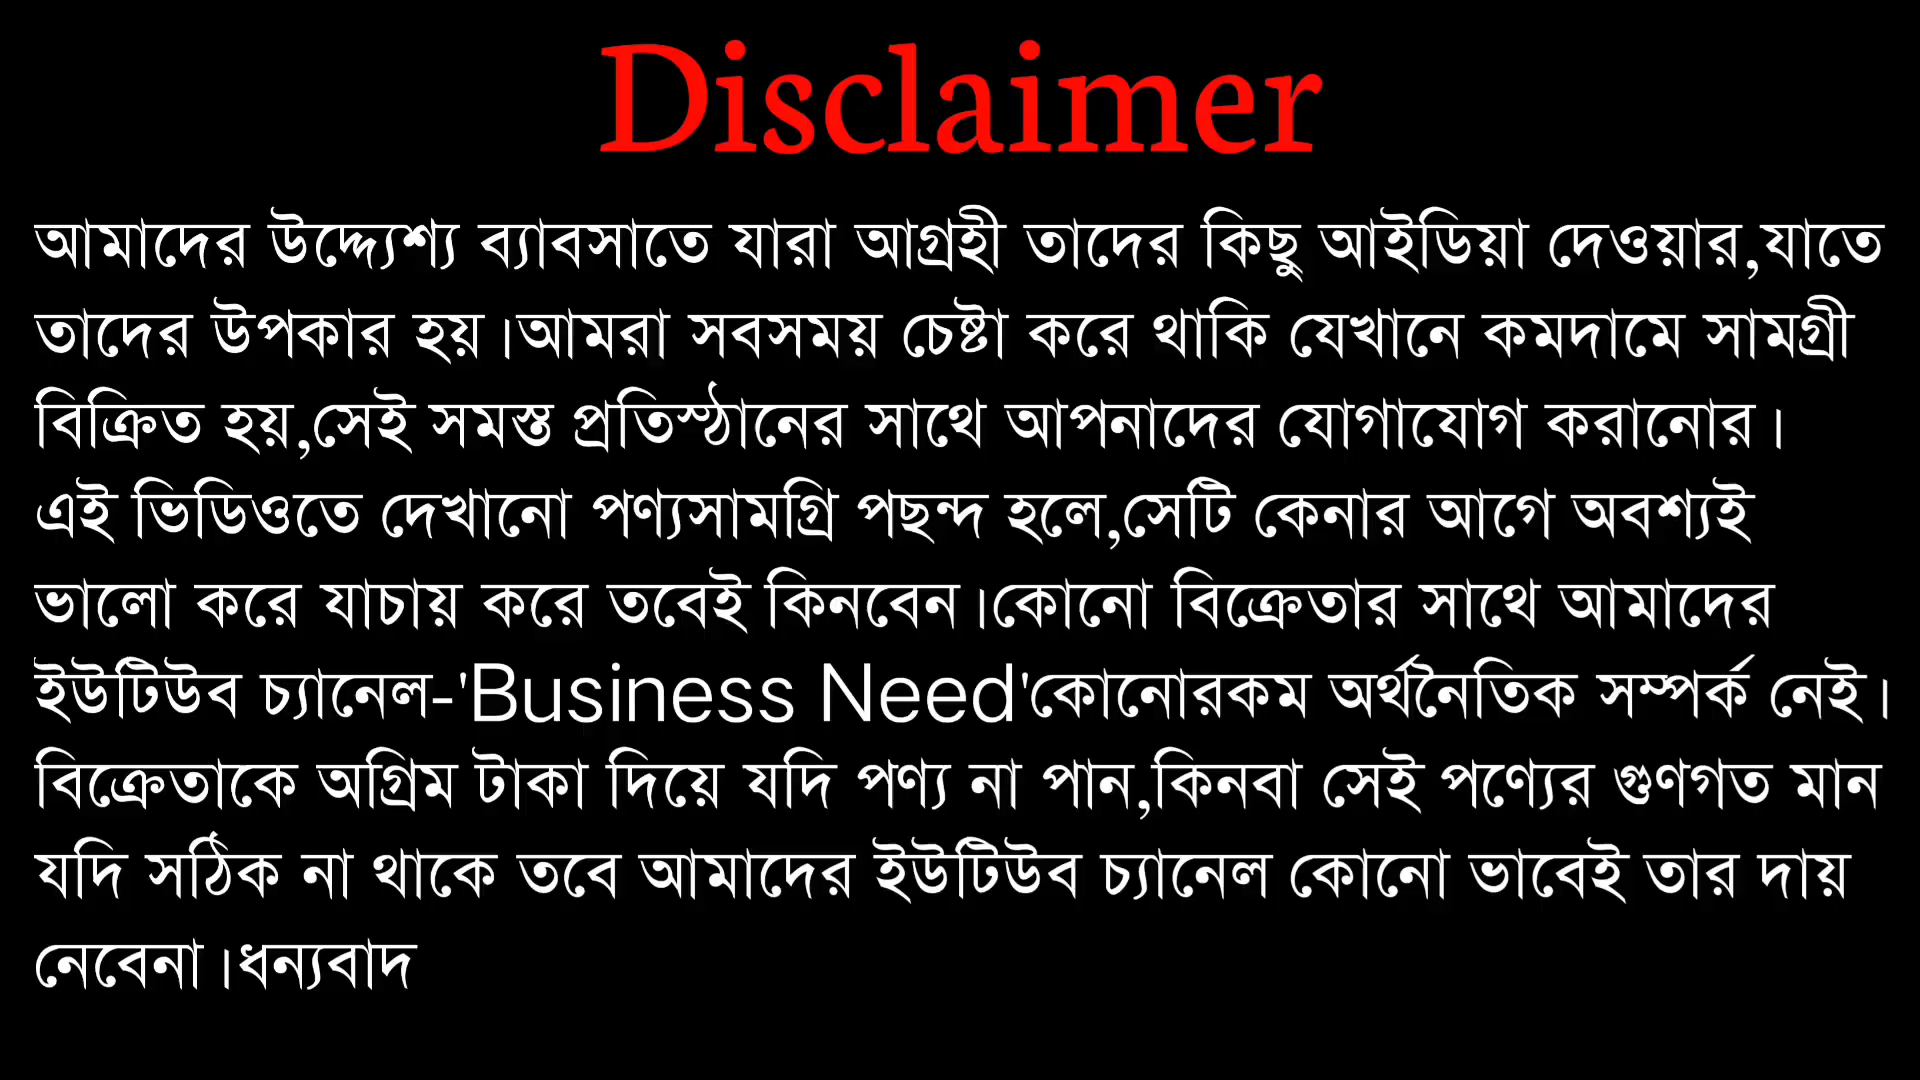 Disclaimer
আমাদের উদ্দ্যেশ্য ব্যাবসাতে যারা আগ্রহী তাদের কিছু আইডিয়া দেওয়ার,যাতে
তাদের উপকার হয়।আমরা সবসময় চেষ্টা করে থাকি যেখানে কমদামে সামগ্রী
বিক্রিত হয়,সেই সমস্ত প্রতিস্ঠানের সাথে আপনাদের যোগাযোগ করানোর।
এই ভিডিওতে দেখানো পণ্যসামগ্রি পছন্দ হলে,সেটি কেনার আগে অবশ্যই
ভালো করে যাচায় করে তবেই কিনবেন।কোনো বিক্রেতার সাথে আমাদের
ইউটিউব চ্যানেল-'Business Need'কোনোরকম অর্থনৈতিক সম্পর্ক নেই।
বিক্রেতাকে অগ্রিম টাকা দিয়ে যদি পণ্য না পান,কিনবা সেই পণ্যের গুণগত মান
যদি সঠিক না থাকে তবে আমাদের ইউটিউব চ্যানেল কোনো ভাবেই তার দায়
নেবেনা।ধন্যবাদ